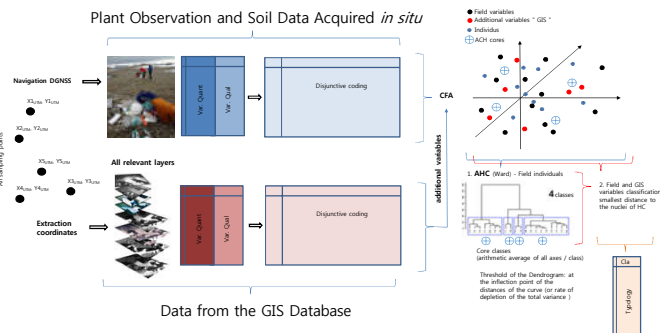 Plant Observation and Soil Data Acquired in situ
Navigation DGNSS
X1UTM, Y1UTM
X2UTM, Y2UTM
X5UTM, Y5UTM
X3UTM, Y3UTM
X4UTM, Y4UTM
sampling points
Extraction
coordinates
All relevant layers
Var. Quant
Var. Qual
Disjunctive coding
Var. Quant
Var. Qual
Disjunctive coding
Data from the GIS Database
CFA
additional variables
Field variables
Additional variables " GIS "
Individus
ACH cores
1. AHC (Ward) - Field individuals
4 classes
Core classes
(arithmetic average of all axes / class)
Threshold of the Dendrogram: at
the inflection point of the
distances of the curve (or rate of
depletion of the total variance )
2. Field and GIS
variables classification
smallest distance to
the nuclei of HC
Cla
Typology